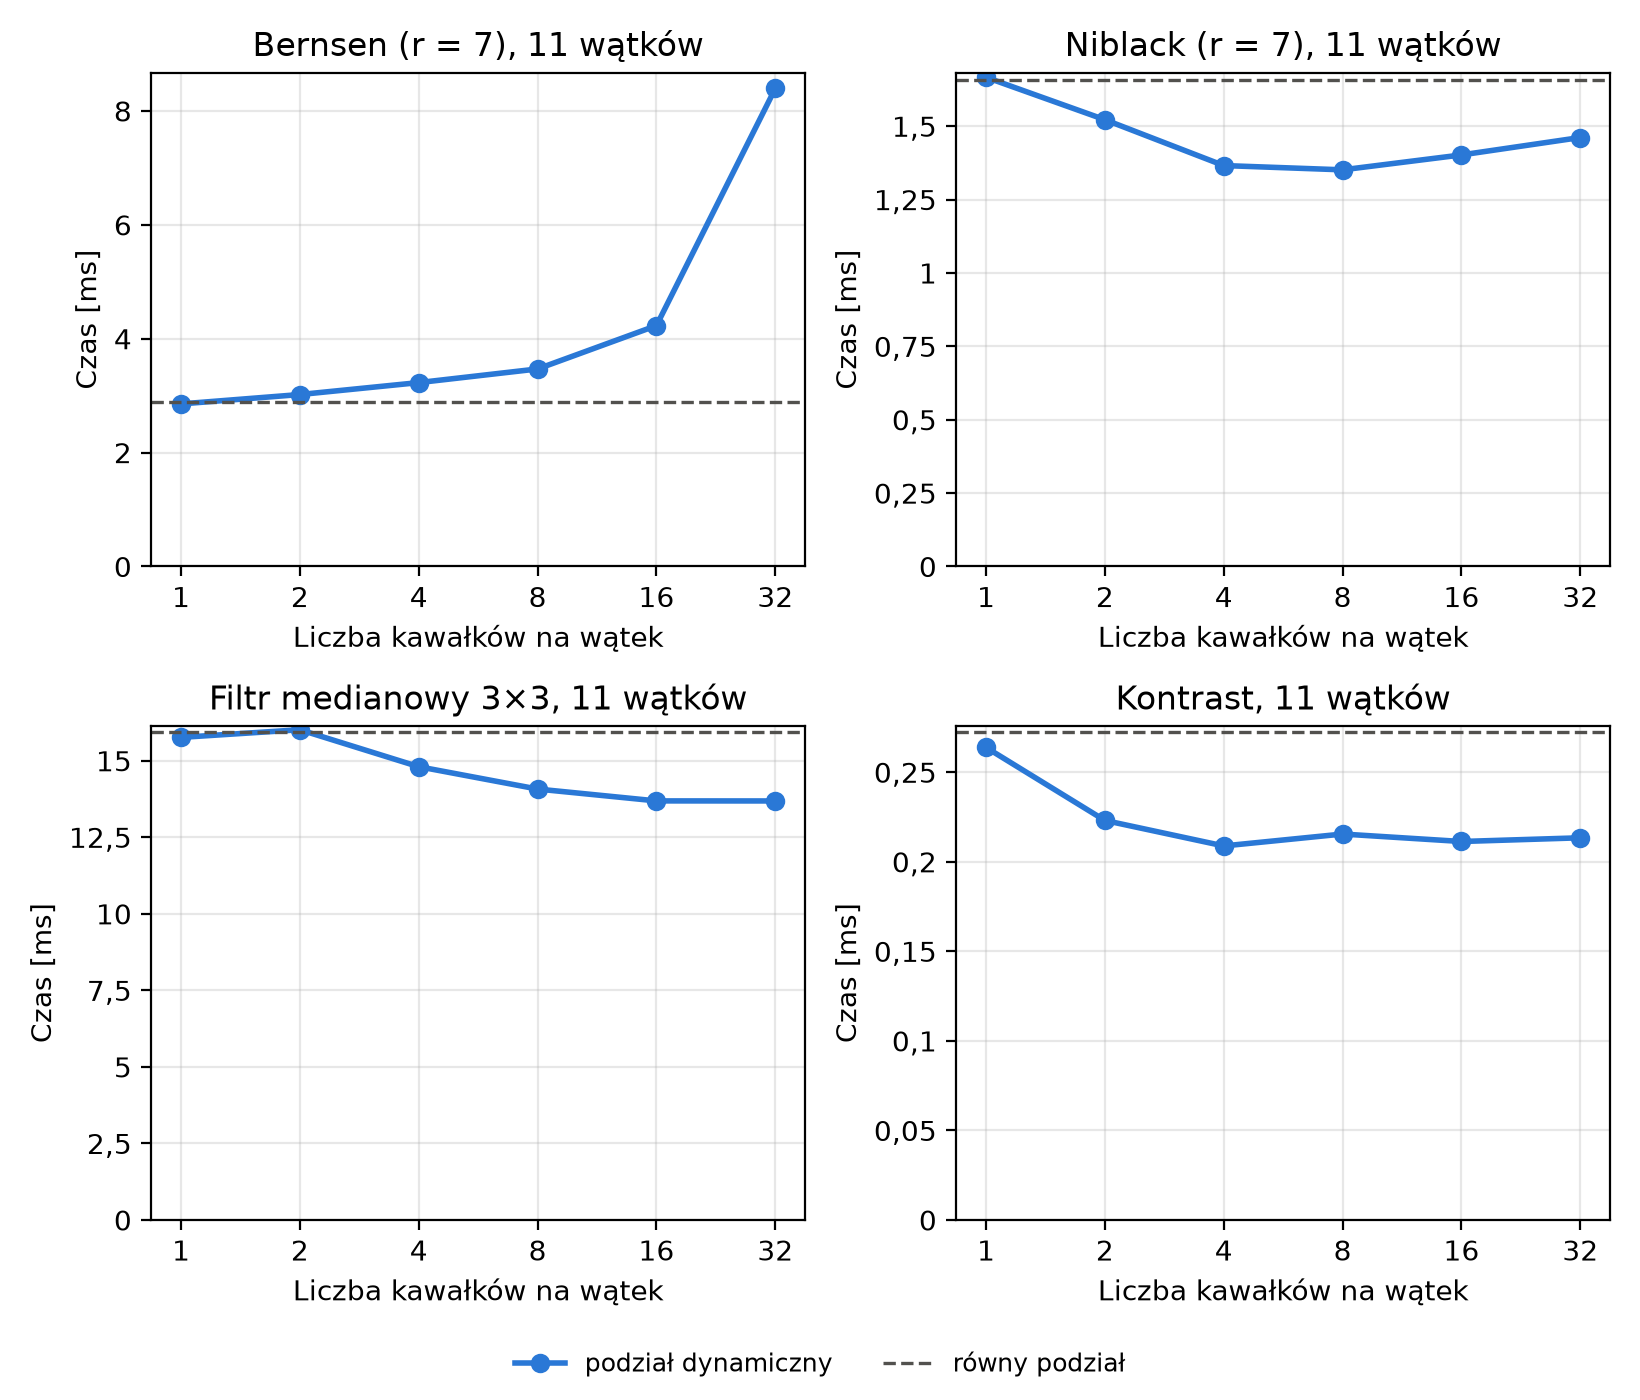 Bernsen (r = 7), 11 wątków
Czas [ms]
8
6
4
2
0
1 2 4 8 16 32
Liczba kawałków na wątek
Niblack (r = 7), 11 wątków
Czas [ms]
1,5
1,25
1
0,75
0,5
0,25
0
1 2 4 8 16 32
Liczba kawałków na wątek
Filtr medianowy 3×3, 11 wątków
Czas [ms]
15
12,5
10
7,5
5
2,5
0
1 2 4 8 16 32
Liczba kawałków na wątek
Kontrast, 11 wątków
Czas [ms]
0,25
0,2
0,15
0,1
0,05
0
1 2 4 8 16 32
Liczba kawałków na wątek
podział dynamiczny
równy podział